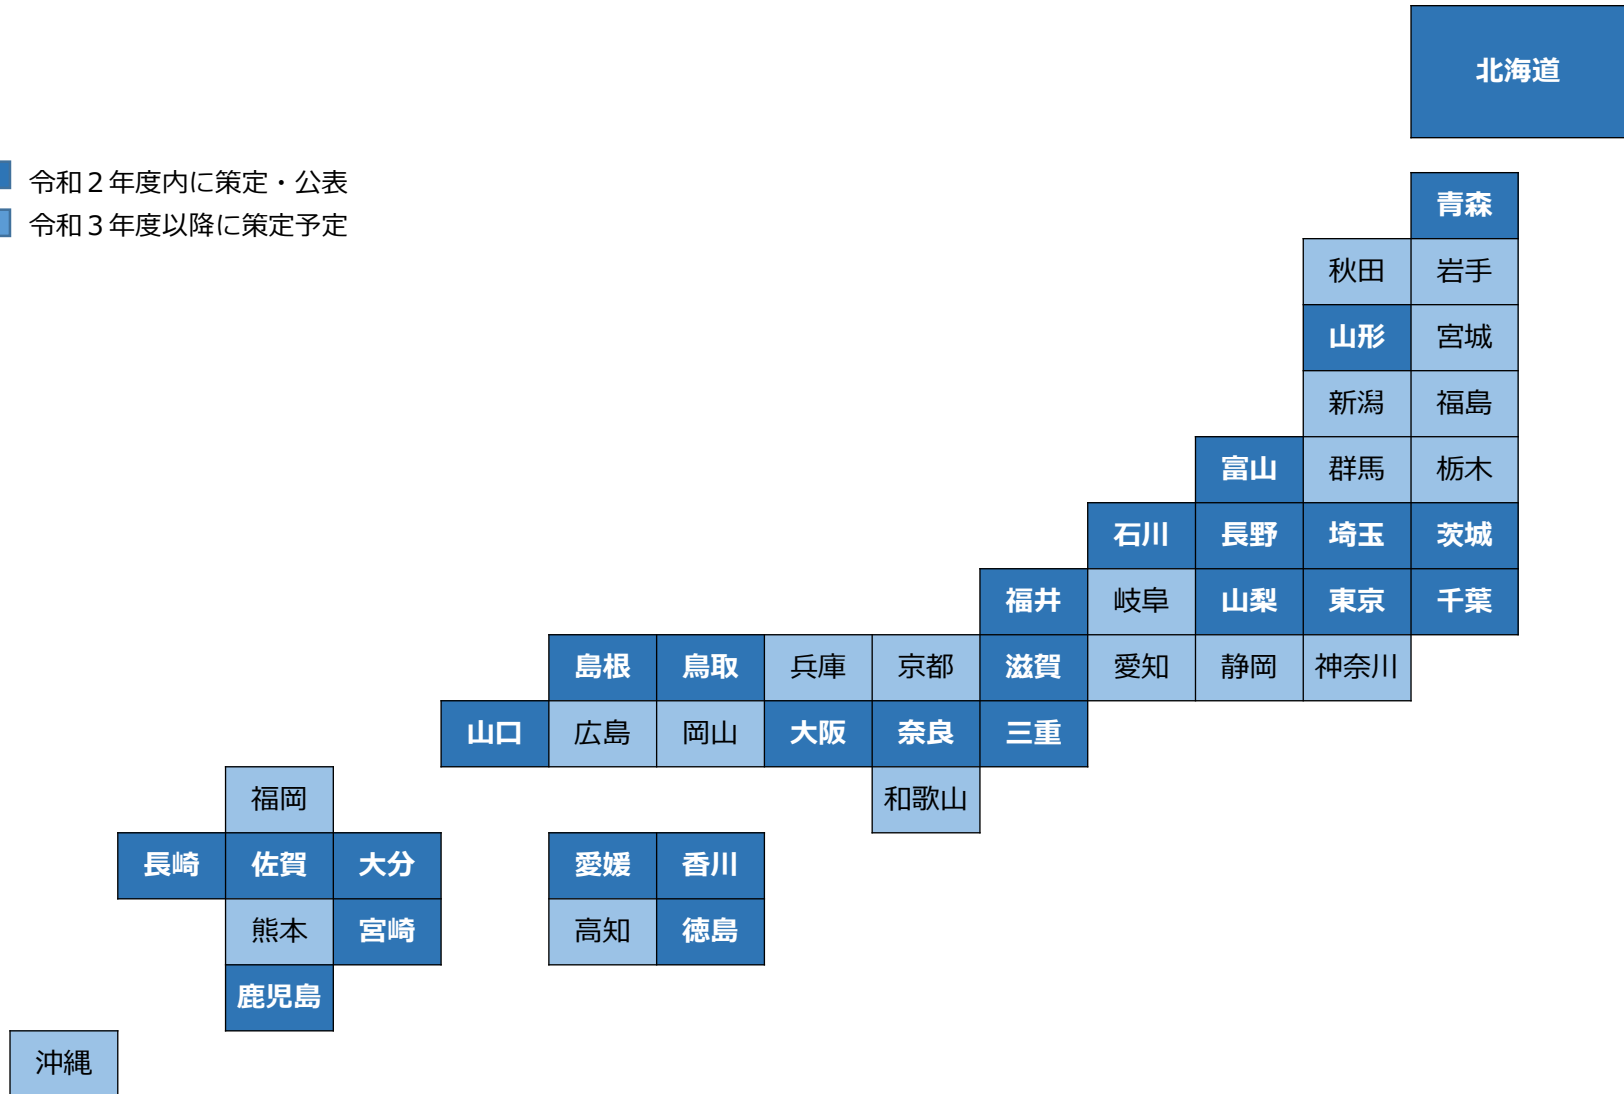 北海道
令和２年度内に策定・公表
令和３年度以降に策定予定
青森
秋田 岩手
山形 宮城
新潟 福島
富山 群馬 栃木
石川 長野 埼玉 茨城
福井 岐阜 山梨 東京 千葉
島根 鳥取 兵庫 京都 滋賀 愛知 静岡 神奈川
山口 広島 岡山 大阪 奈良 三重
福岡 和歌山
長崎 佐賀 大分 愛媛 香川
熊本 宮崎 高知 徳島
鹿児島
沖縄